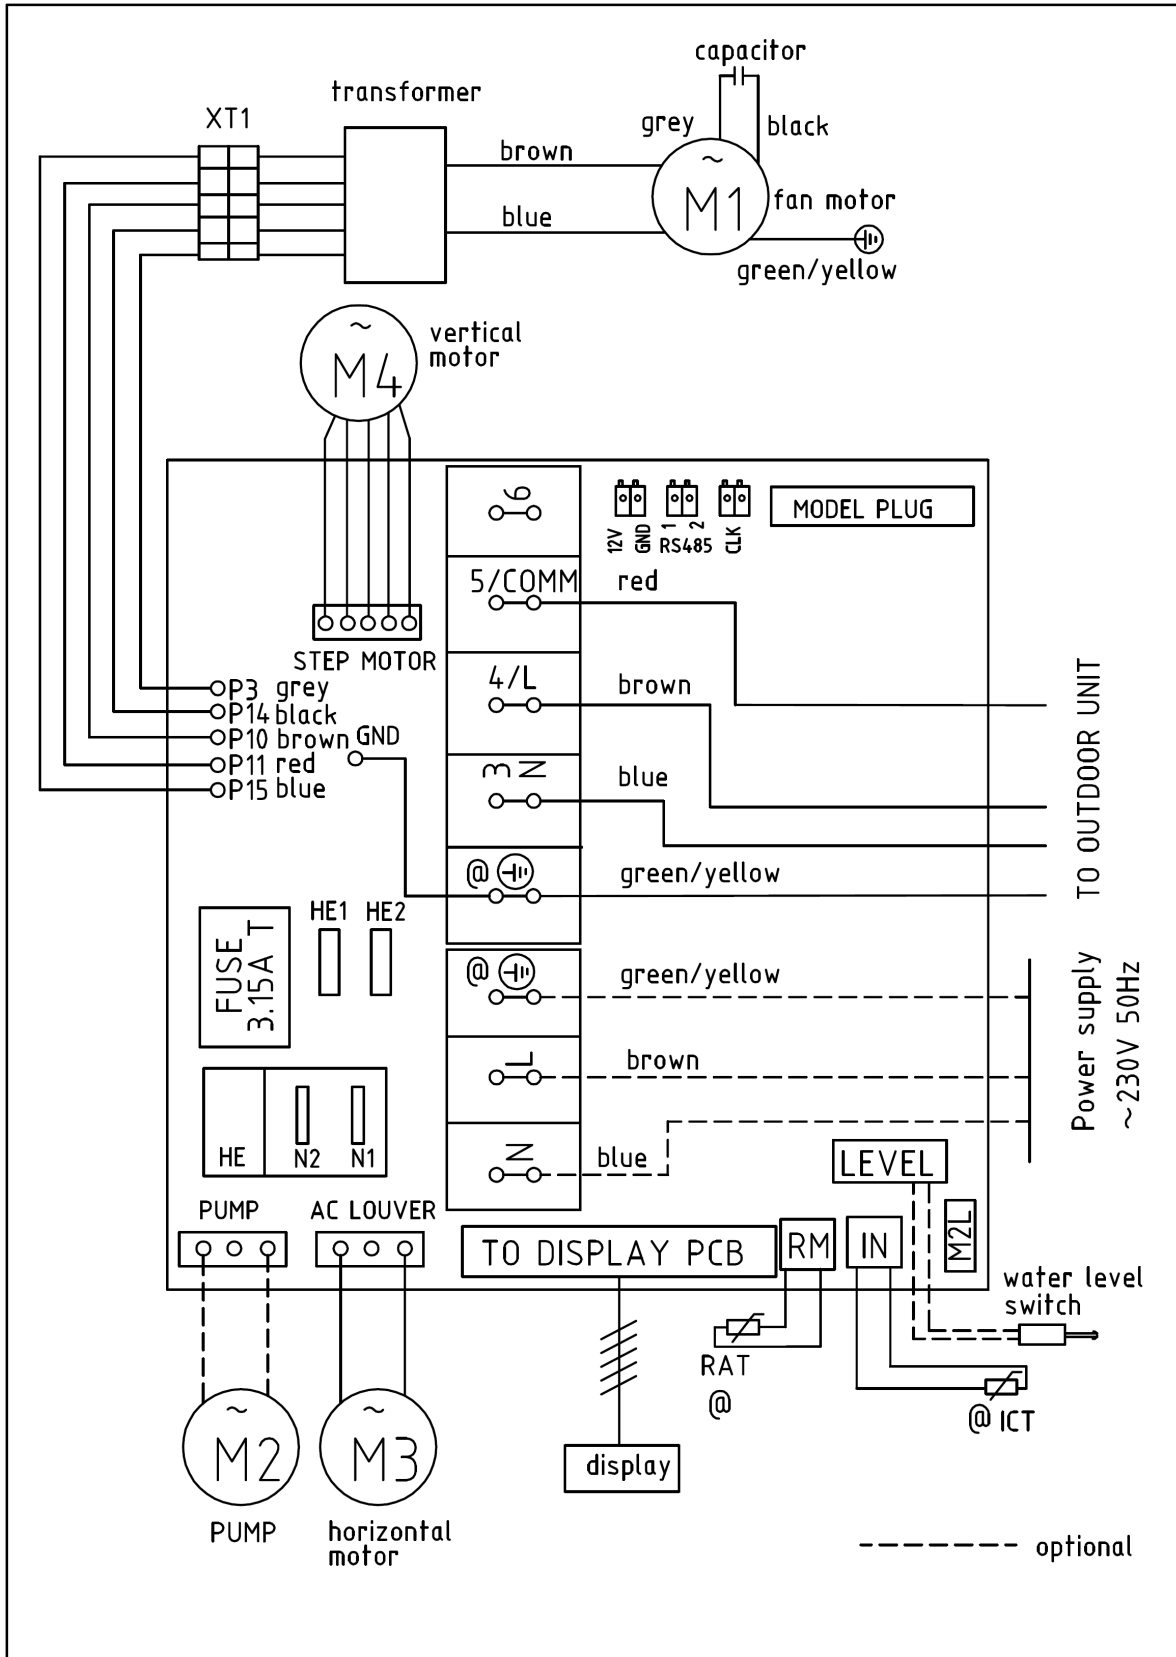 capacitor
transformer
XT1
grey
black
brown
~
M1
fan motor
blue
green/yellow
~
M4
vertical
motor
6
12V
GND
1
2
RS485
CLK
MODEL PLUG
5/COMM
red
STEP MOTOR
4/L
brown
P3 grey
P14 black
P10 brown
GND
P11 red
P15 blue
3
N
blue
TO OUTDOOR UNIT
@
green/yellow
HE1
HE2
FUSE
3.15A T
@
green/yellow
Power supply
~230V 50Hz
L
brown
HE
N2
N1
N
blue
LEVEL
PUMP
AC LOUVER
TO DISPLAY PCB
RM
IN
M2L
water level
switch
RAT
@
@ ICT
~
M2
~
M3
display
PUMP
horizontal
motor
optional